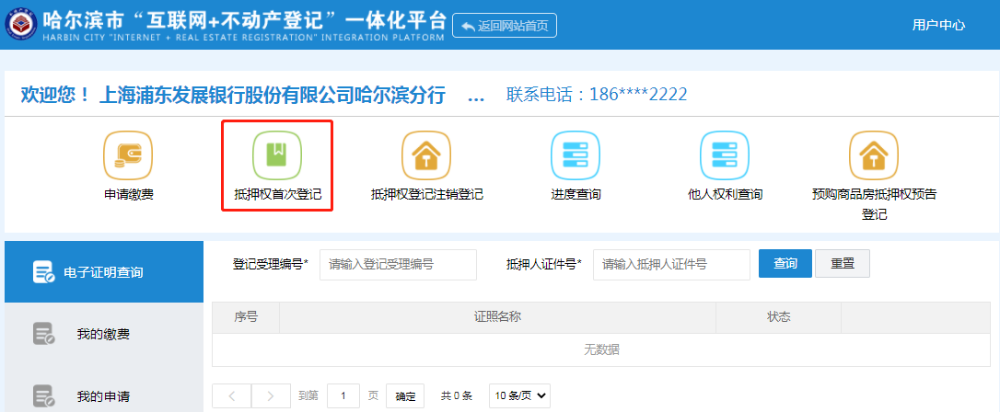 哈尔滨市“互联网+不动产登记”一体化平台
HARBIN CITY "INTERNET + REAL ESTATE REGISTRATION" INTEGRATION PLATFORM
返回网站首页
用户中心
欢迎您！ 上海浦东发展银行股份有限公司哈尔滨分行 ... 联系电话：186****2222
申请缴费
抵押权首次登记
抵押权登记注销登记
进度查询
他人权利查询
预购商品房抵押权预告
登记
电子证明查询
我的缴费
我的申请
登记受理编号* 请输入登记受理编号 抵押人证件号* 请输入抵押人证件号 查询 重置
序号 证照名称 状态
无数据
< > 到第 1 页 确定 共 0 条 10 条/页